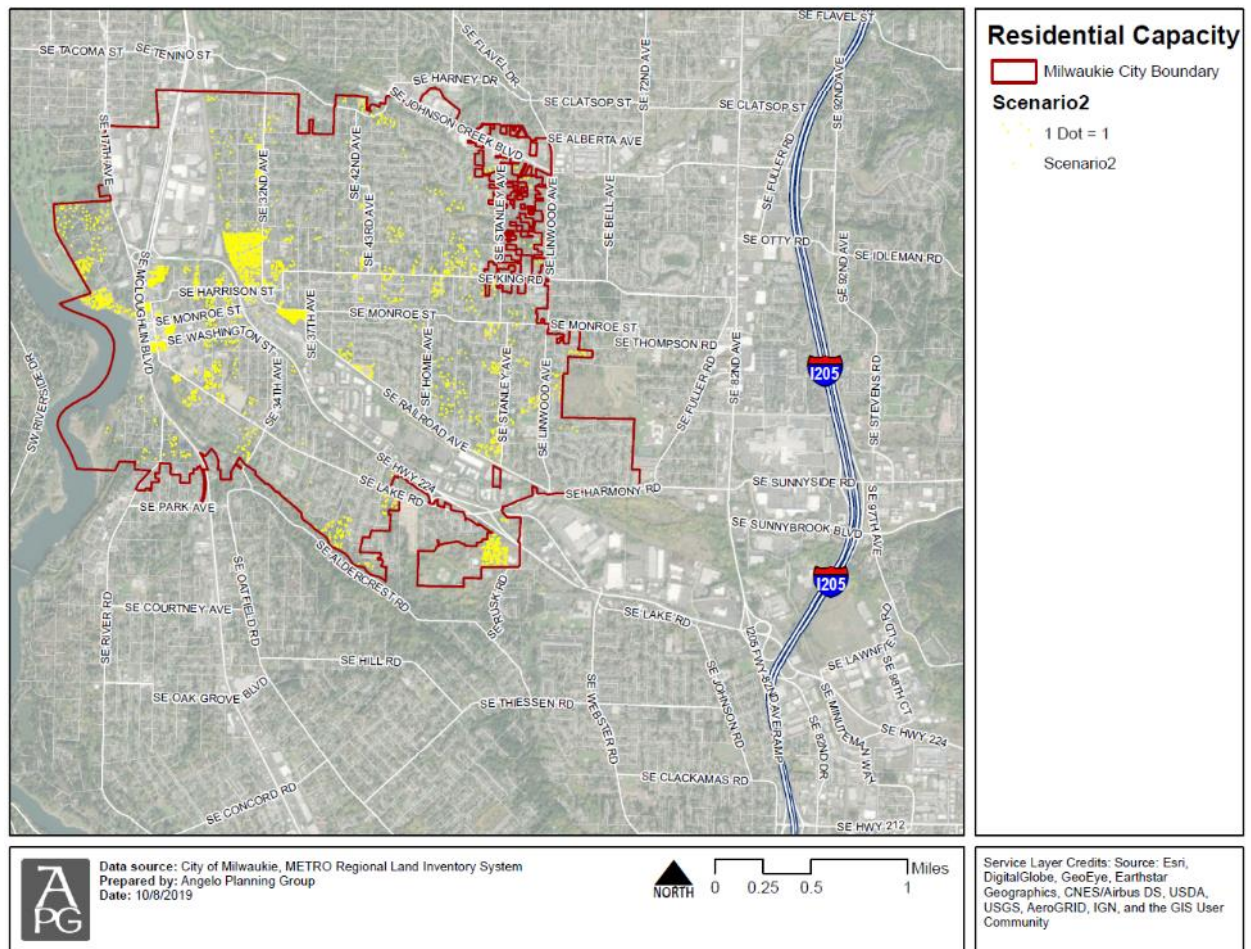 SE FLAVEL ST
SE TACOMA ST
SE TENINO ST
SE FLAVEL DR
SE HARNEY DR
SE 72ND AVE
SE 92ND AVE
SE CLATSOP ST
SE CLATSOP ST
SE JOHNSON CREEK BLVD
SE ALBERTA AVE
SE 17TH AVE
SE 32ND AVE
SE 42ND AVE
SE FULLER RD
SE STANLEY AVE
SE LINWOOD AVE
SE BELL AVE
SE 43RD AVE
SE OTTY RD
SE 92ND AVE
SE IDLEMAN RD
SE KING RD
SE MCLOUGHLIN BLVD
SE HARRISON ST
SE MONROE ST
SE WASHINGTON ST
SE 37TH AVE
SE MONROE ST
SE MONROE ST
SE THOMPSON RD
SW RIVERSIDE DR
SE 34TH AVE
SE HOME AVE
SE STANLEY AVE
SE LINWOOD AVE
SE FULLER RD
SE 82ND AVE
I205
SE STEVENS RD
SE RAILROAD AVE
SE HWY 224
SE LAKE RD
SE HARMONY RD
SE SUNNYSIDE RD
SE PARK AVE
SE SUNNYBROOK BLVD
SE 97TH AVE
SE OATFIELD RD
SE ALDERCREST RD
SE RUSK RD
I205
SE RIVER RD
SE COURTNEY AVE
SE LAKE RD
SE HILL RD
SE LAWNFIELD RD
SE 98TH CT
SE OAK GROVE BLVD
SE THIESSEN RD
SE WEBSTER RD
SE JOHNSON RD
I205 FWY-82ND AVE RAMP
SE 82ND DR
SE MINUTEMAN WAY
SE HWY 224
SE CLACKAMAS RD
SE CONCORD RD
SE HWY 212
Residential Capacity
Milwaukie City Boundary
Scenario2
1 Dot = 1
Scenario2
APG
Data source: City of Milwaukie, METRO Regional Land Inventory System
Prepared by: Angelo Planning Group
Date: 10/8/2019
NORTH
Miles
0 0.25 0.5 1
Service Layer Credits: Source: Esri,
DigitalGlobe, GeoEye, Earthstar
Geographics, CNES/Airbus DS, USDA,
USGS, AeroGRID, IGN, and the GIS User
Community